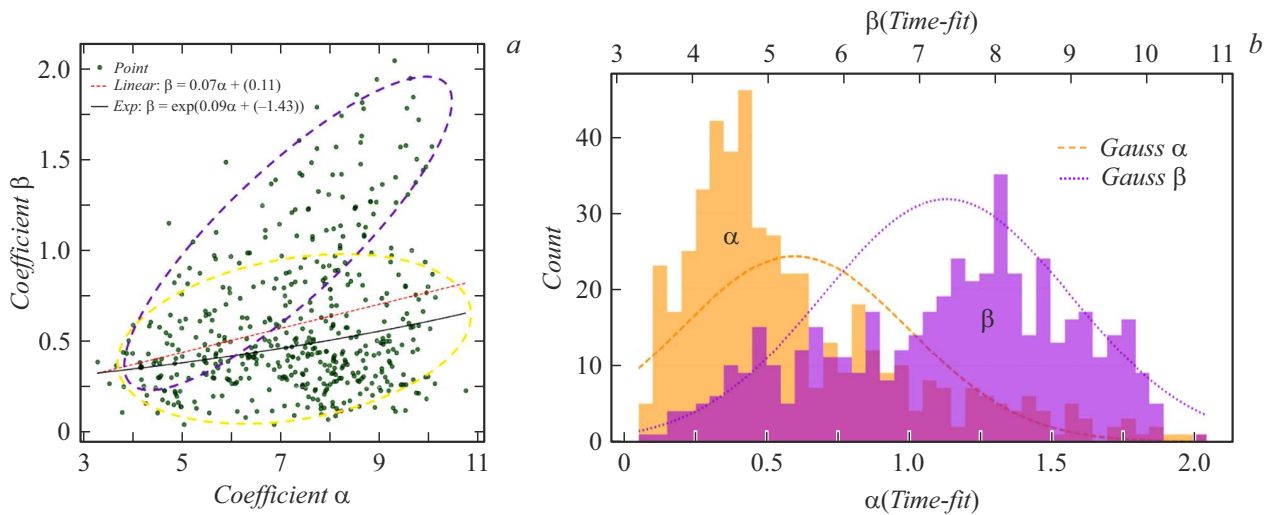 a
2.0
1.5
1.0
0.5
0
Coefficient β
Point
Linear: β = 0.07α + (0.11)
Exp: β = exp(0.09α + (–1.43))
3 5 7 9 11
Coefficient α
β(Time-fit)
3 4 5 6 7 8 9 10 11
b
40
30
20
10
0
Count
Gauss α
Gauss β
α
β
0 0.5 1.0 1.5 2.0
α(Time-fit)